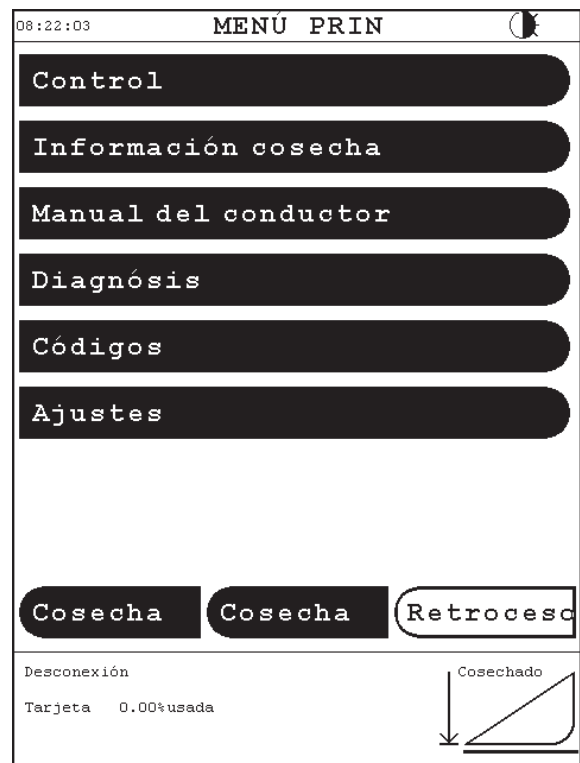 08:22:03 MENÚ PRIN
Control
Información cosecha
Manual del conductor
Diagnósis
Códigos
Ajustes
Cosecha Cosecha Retroceso
Desconexión Cosechado
Tarjeta 0.00%usada